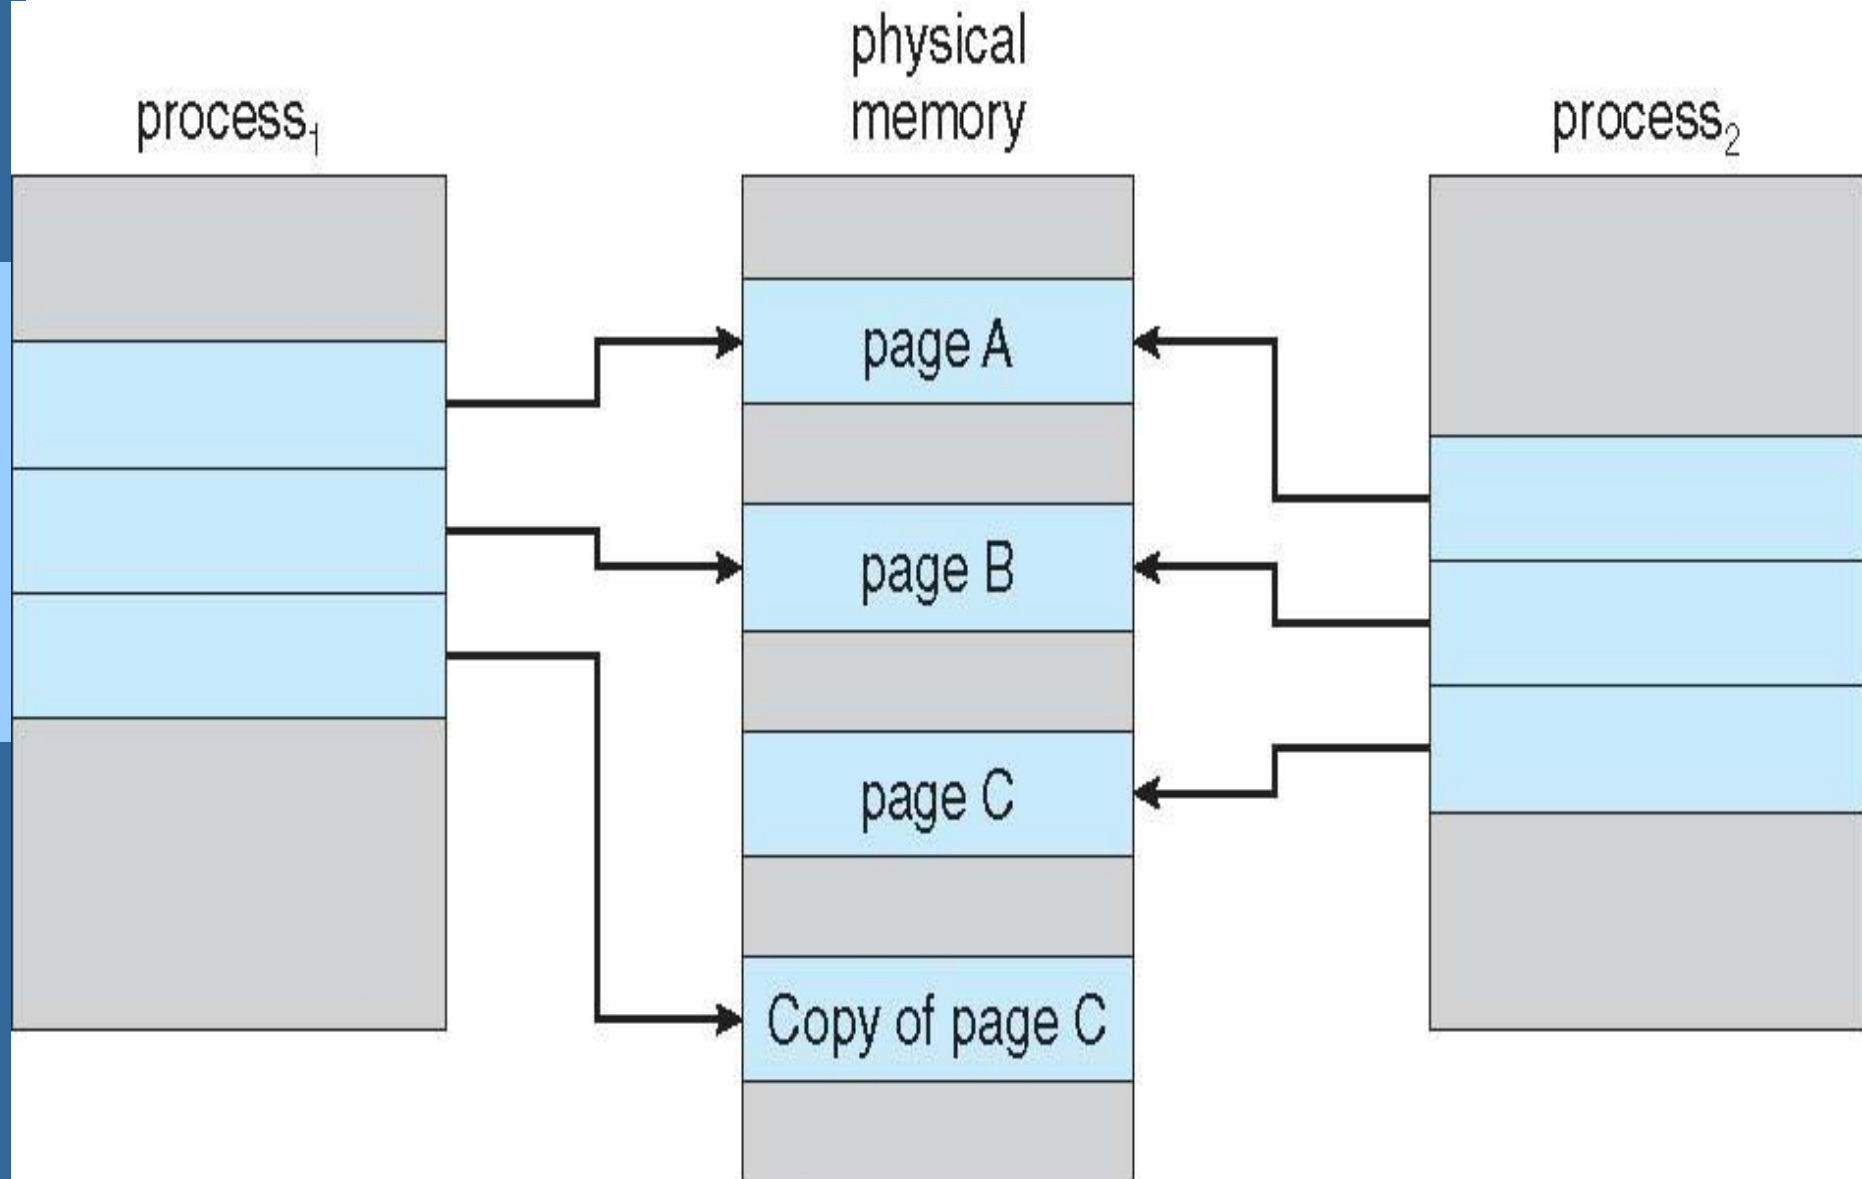 physical
memory
process₁
process₂
page A
page B
page C
Copy of page C